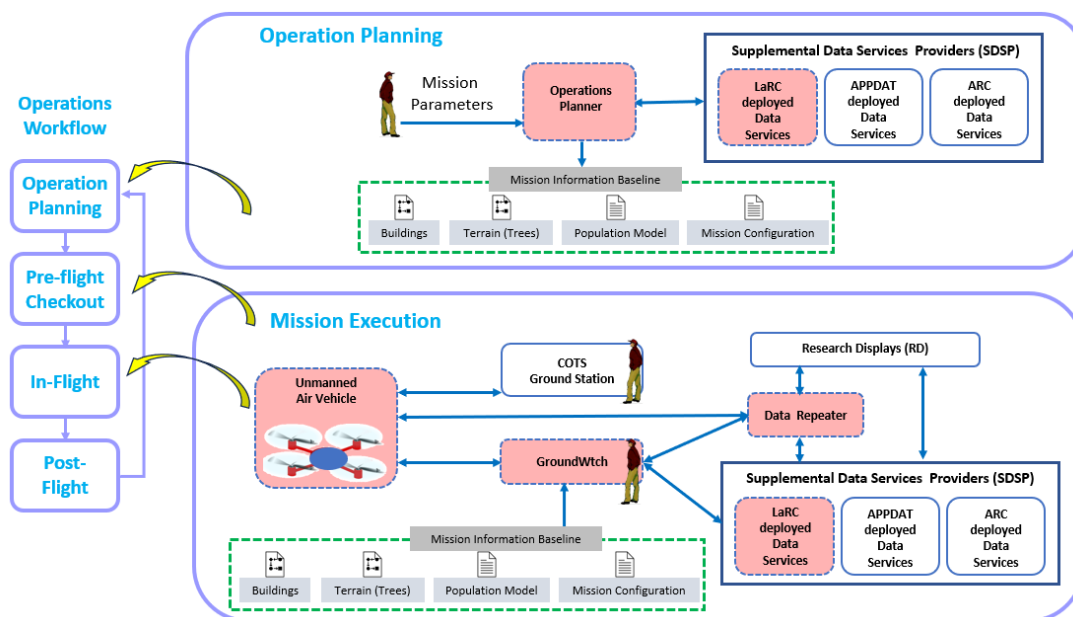 Operations
Workflow
Operation
Planning
Pre-flight
Checkout
In-Flight
Post-
Flight
Operation Planning
Mission
Parameters
Operations
Planner
Supplemental Data Services Providers (SDSP)
LaRC
deployed
Data
Services
APPDAT
deployed
Data
Services
ARC
deployed
Data
Services
Mission Information Baseline
Buildings
Terrain (Trees)
Population Model
Mission Configuration
Mission Execution
Unmanned
Air Vehicle
COTS
Ground Station
Research Displays (RD)
Data Repeater
GroundWtch
Supplemental Data Services Providers (SDSP)
LaRC
deployed
Data
Services
APPDAT
deployed
Data
Services
ARC
deployed
Data
Services
Mission Information Baseline
Buildings
Terrain (Trees)
Population Model
Mission Configuration